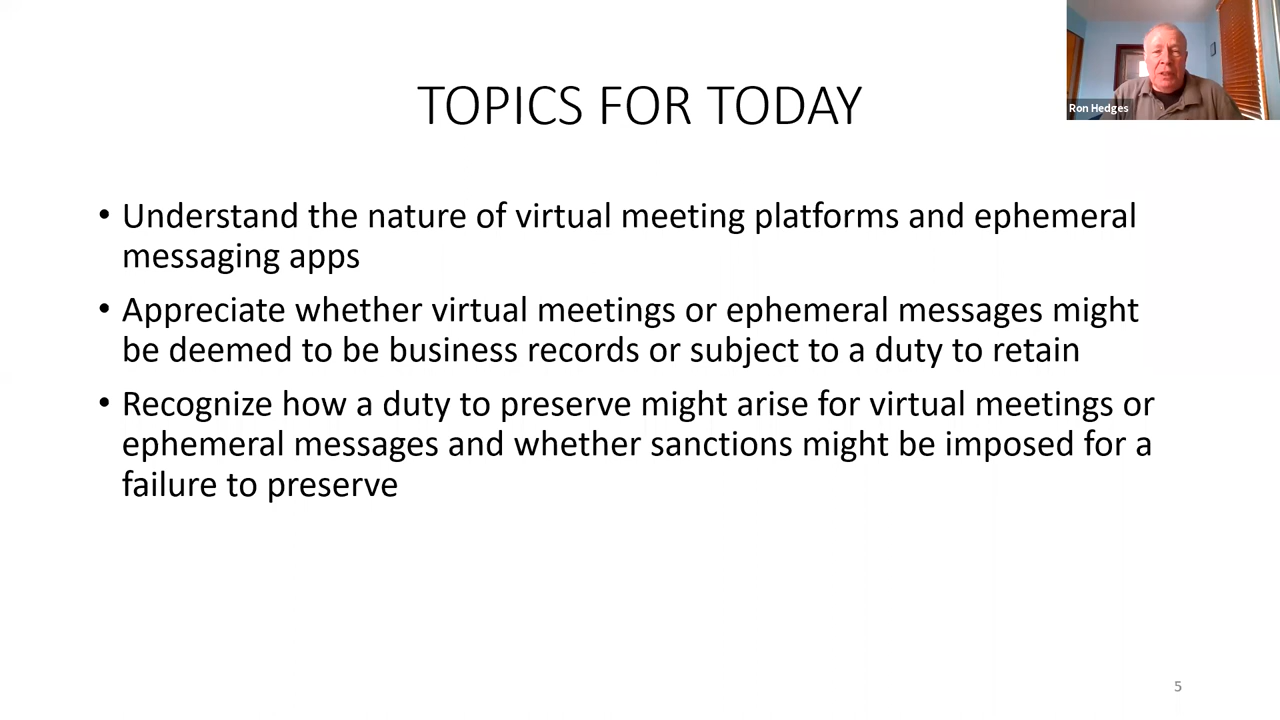 TOPICS FOR TODAY
Ron Hedges
• Understand the nature of virtual meeting platforms and ephemeral
messaging apps
• Appreciate whether virtual meetings or ephemeral messages might
be deemed to be business records or subject to a duty to retain
• Recognize how a duty to preserve might arise for virtual meetings or
ephemeral messages and whether sanctions might be imposed for a
failure to preserve
5